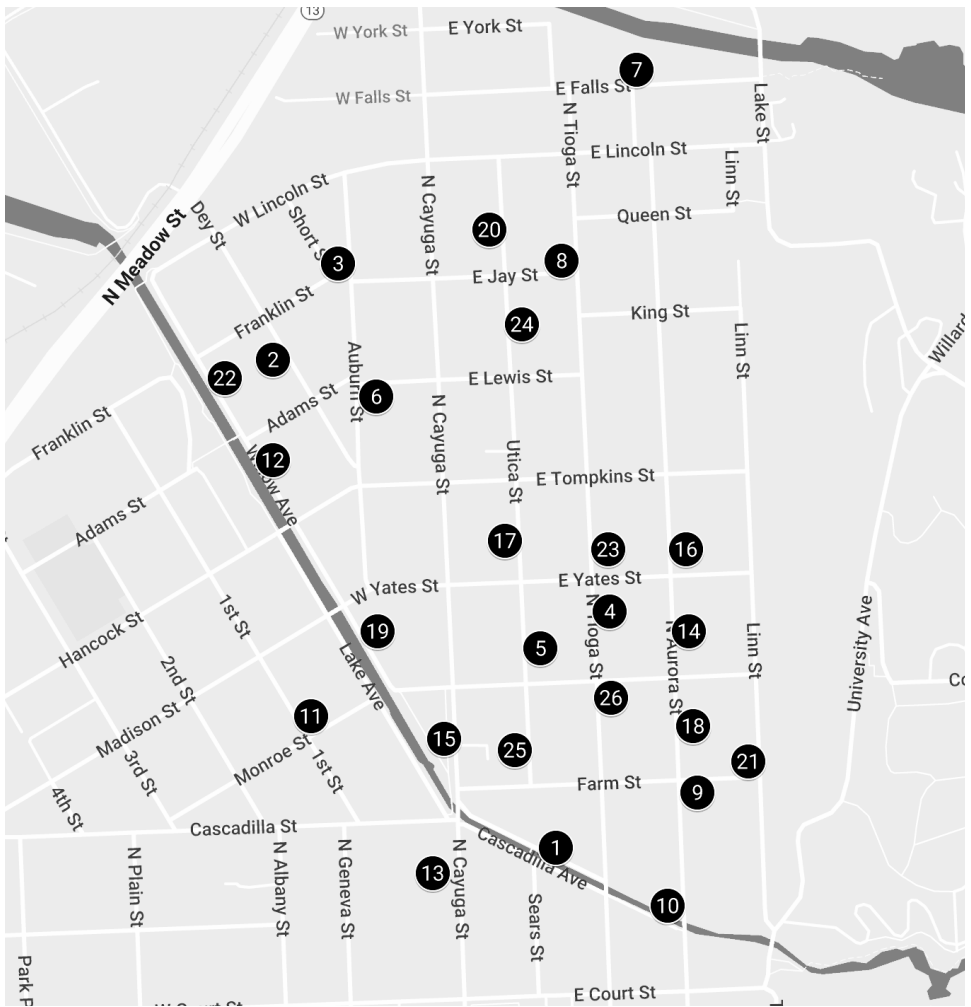 13
W York St
E York St
7
W Falls St
E Falls St
Lake St
N Tioga St
E Lincoln St
Linn St
W Lincoln St
N Cayuga St
Dey St
Short S
Queen St
20
N Meadow St
3
8
E Jay St
Franklin St
24
King St
Linn St
Willard
2
22
Auburn St
6
E Lewis St
Adams St
N Cayuga St
Franklin St
12
Utica St
E Tompkins St
Adams St
17
23
16
E Yates St
W Yates St
Hancock St
1st St
19
4
N Tioga St
5
14
N Aurora St
Linn St
University Ave
2nd St
Lake Ave
26
Co
11
Madison St
15
25
18
21
Monroe St
1st St
3rd St
Farm St
9
4th St
Cascadilla St
1
Cascadilla Ave
N Plain St
N Albany St
N Geneva St
13
N Cayuga St
Sears St
10
Park P
E Court St